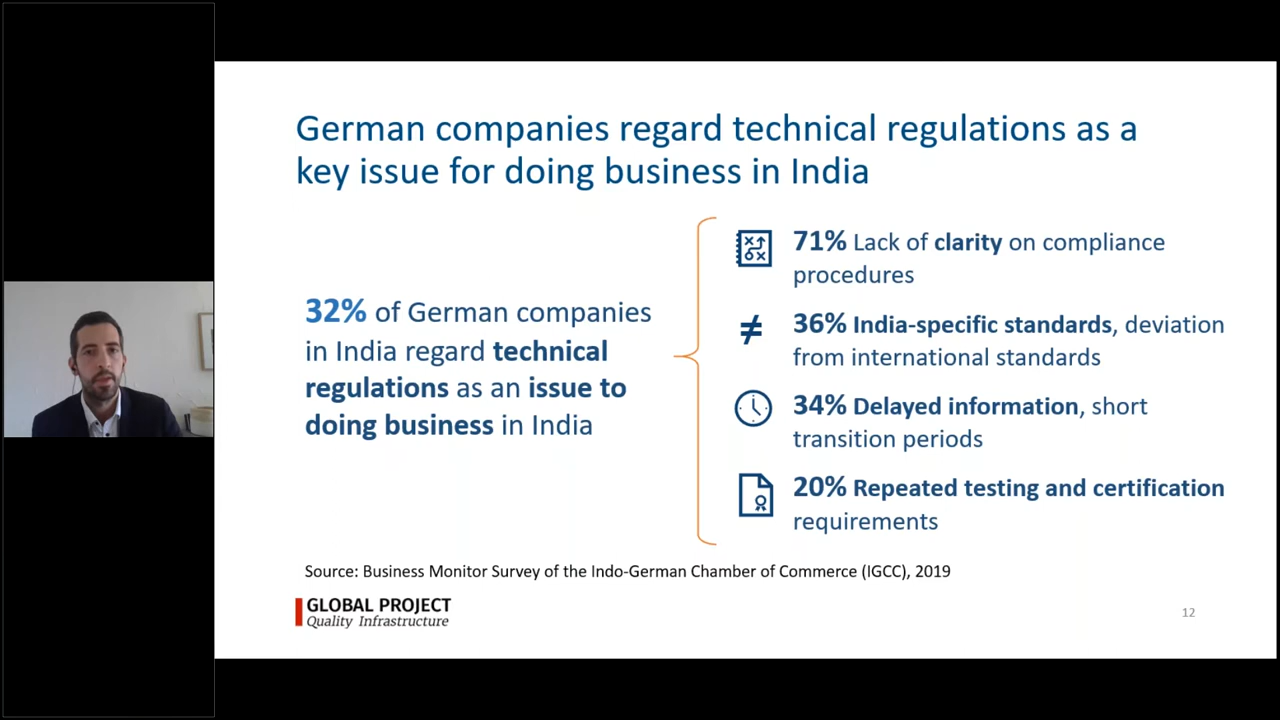 German companies regard technical regulations as a
key issue for doing business in India
32% of German companies
in India regard technical
regulations as an issue to
doing business in India
71% Lack of clarity on compliance
procedures
≠ 36% India-specific standards, deviation
from international standards
34% Delayed information, short
transition periods
20% Repeated testing and certification
requirements
Source: Business Monitor Survey of the Indo-German Chamber of Commerce (IGCC), 2019
GLOBAL PROJECT
Quality Infrastructure
12